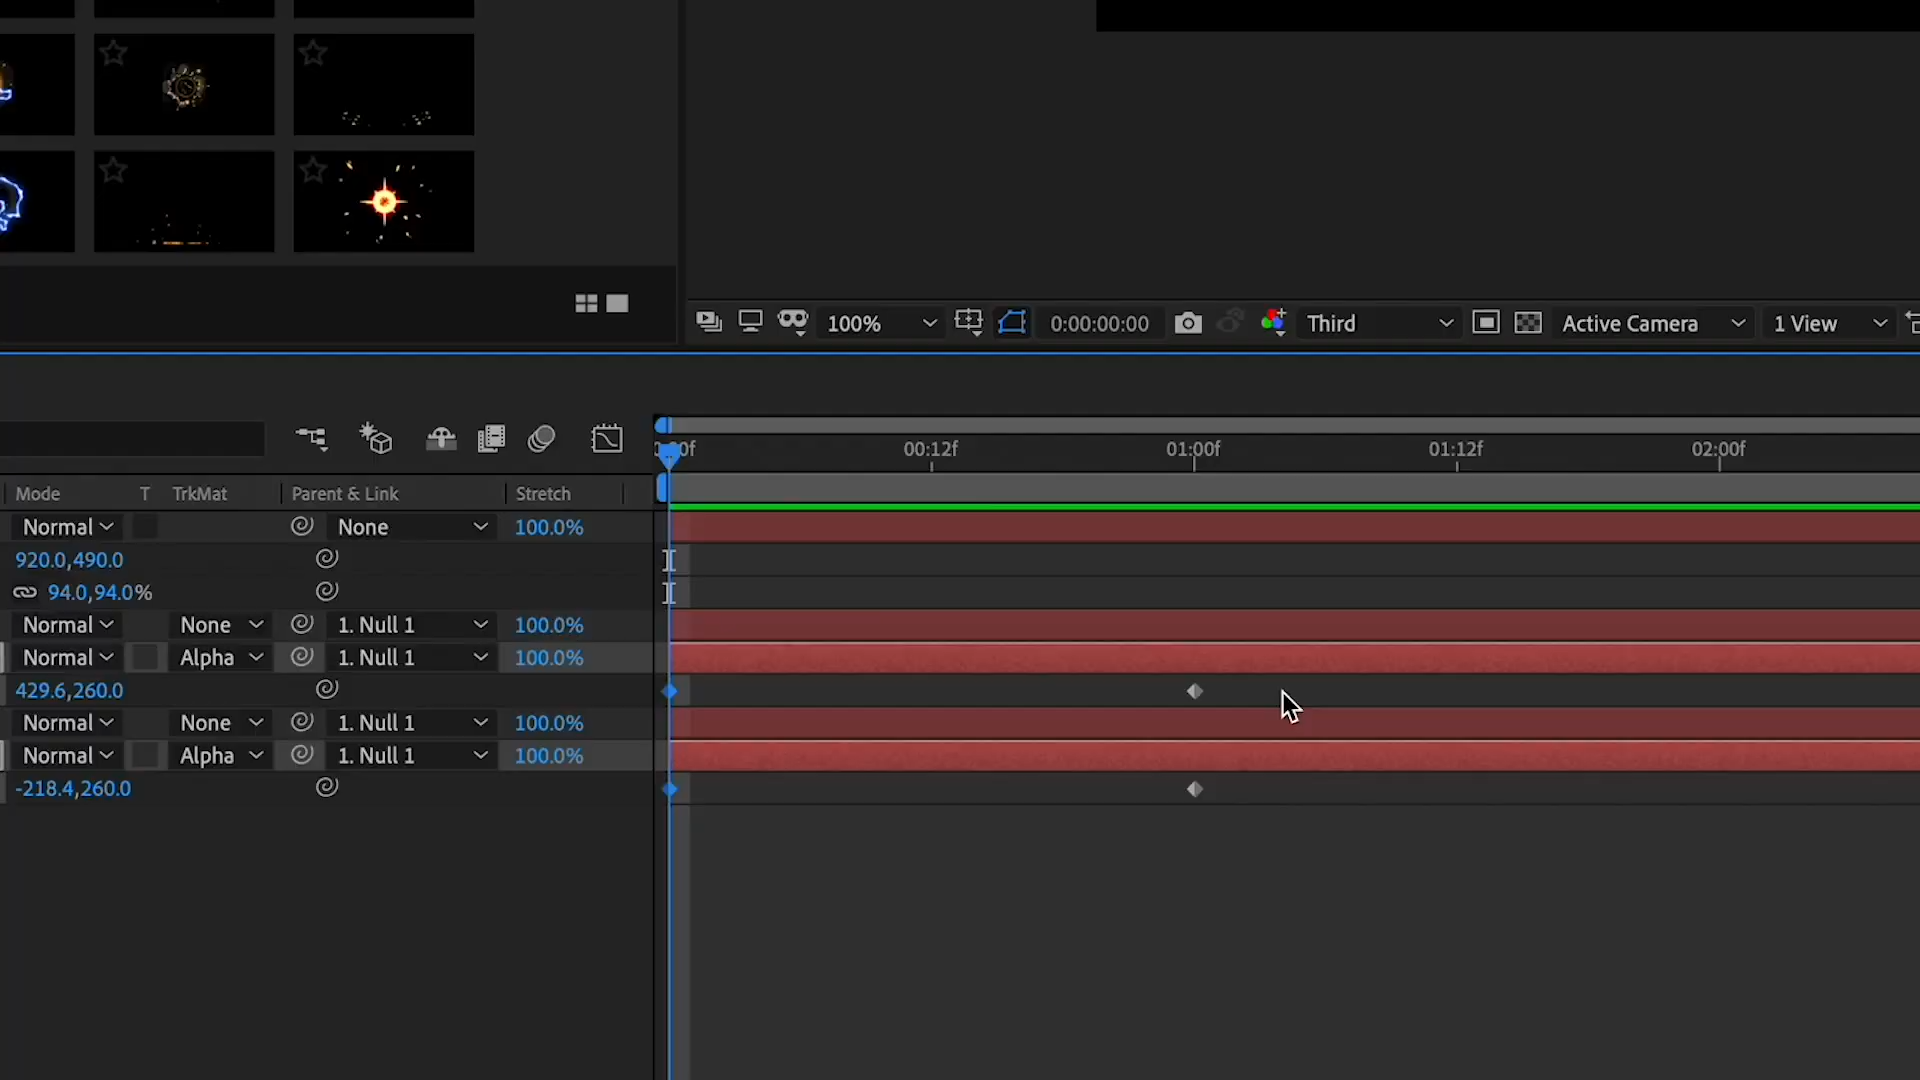 100% 0:00:00:00 Third Active Camera 1 View
00:12f 01:00f 01:12f 02:00f
Mode T TrkMat Parent & Link Stretch
Normal None 100.0%
920.0,490.0
94.0,94.0%
Normal None 1. Null 1 100.0%
Normal Alpha 1. Null 1 100.0%
429.6,260.0
Normal None 1. Null 1 100.0%
Normal Alpha 1. Null 1 100.0%
-218.4,260.0